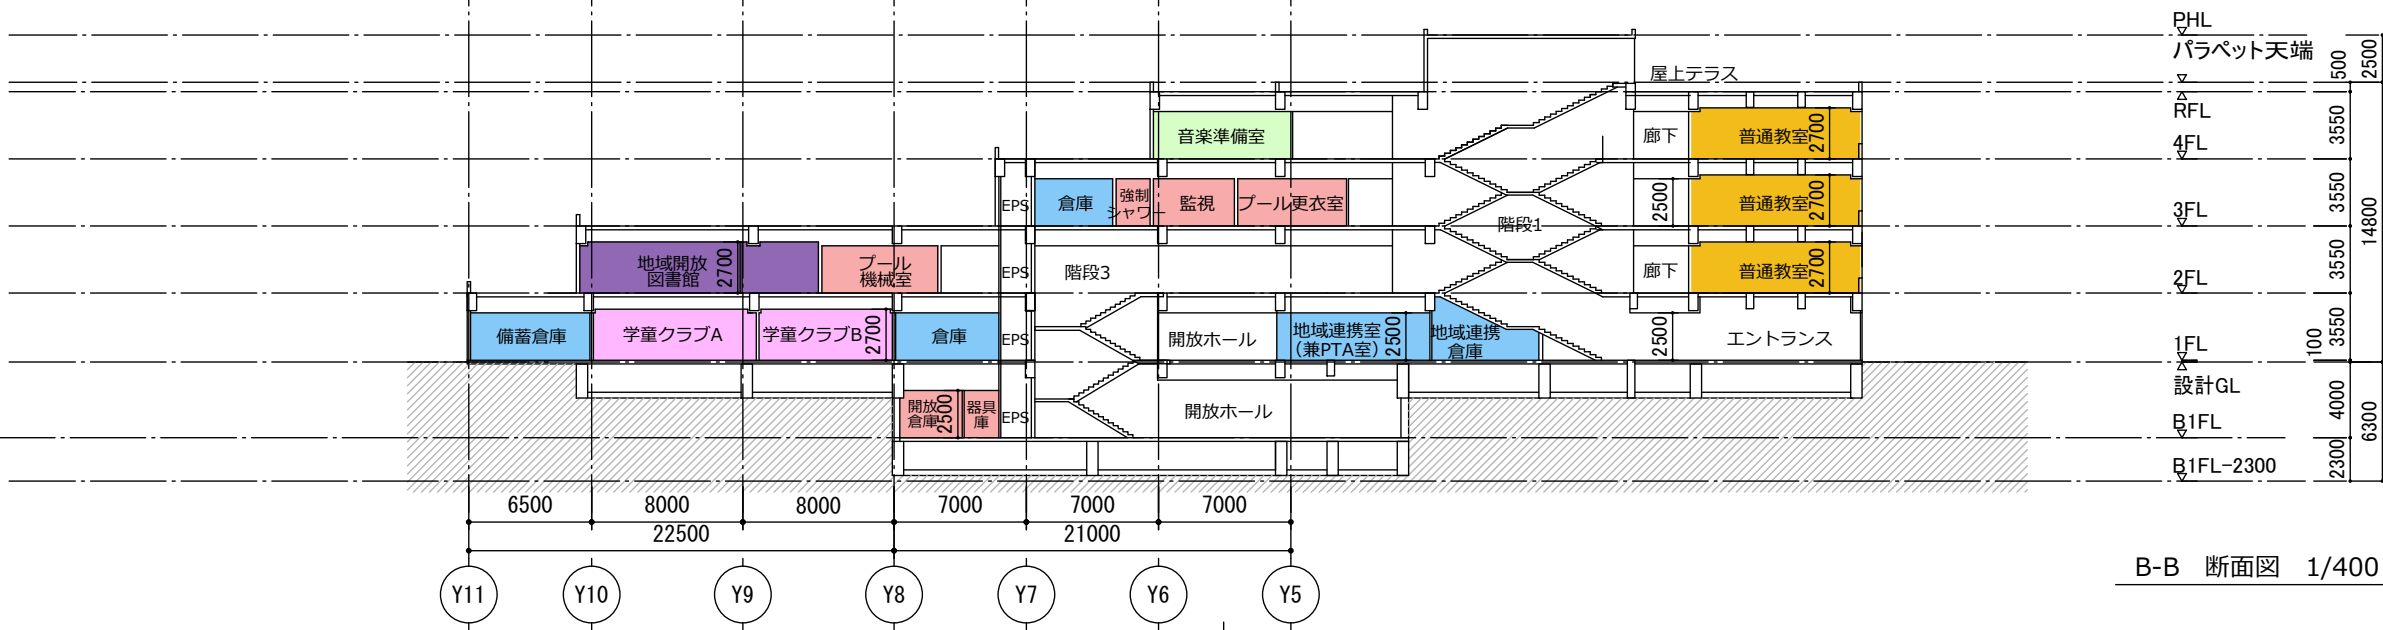 PHL
パラペット天端
500
2500
屋上テラス
RFL
音楽準備室
廊下
普通教室
2700
3550
4FL
EPS
倉庫
強制
シャワー
監視
プール更衣室
2500
普通教室
2700
3550
3FL
14800
階段1
地域開放
図書館
2700
プール
機械室
EPS
階段3
廊下
普通教室
2700
3550
2FL
備蓄倉庫
学童クラブA
学童クラブB
2700
倉庫
EPS
開放ホール
地域連携室
(兼PTA室)
2500
地域連携
倉庫
2500
エントランス
3550
100
1FL
設計GL
開放
倉庫
2500
器具
庫
EPS
開放ホール
4000
6300
B1FL
B1FL-2300
2300
6500
8000
8000
7000
7000
7000
22500
21000
Y11
Y10
Y9
Y8
Y7
Y6
Y5
B-B 断面図 1/400